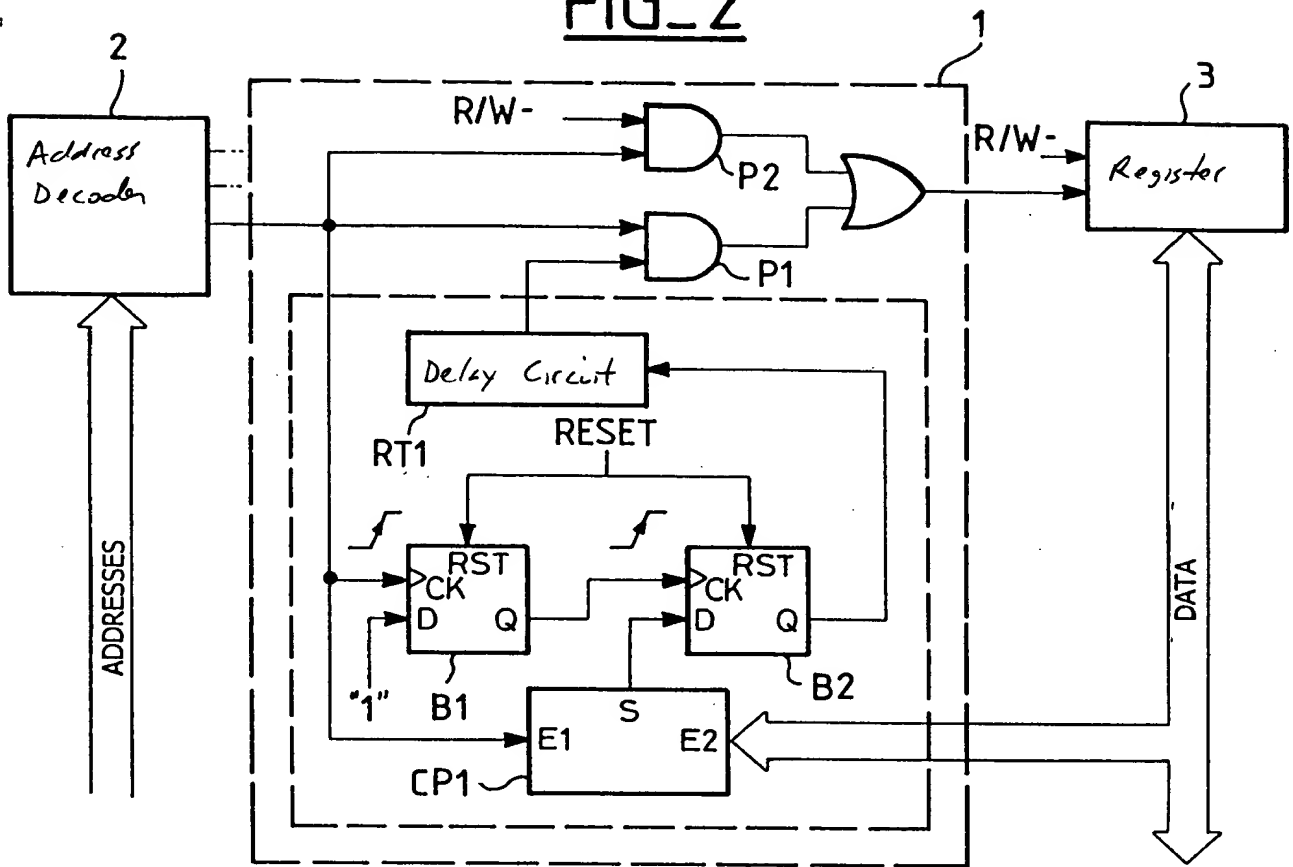 FIG_2
2
1
3
Address
Decoder
R/W-
P2
R/W-
Register
P1
Delay Circuit
RT1
RESET
RST
CK
D
Q
RST
CK
D
Q
"1"
B1
B2
S
E1
E2
CP1
ADDRESSES
DATA